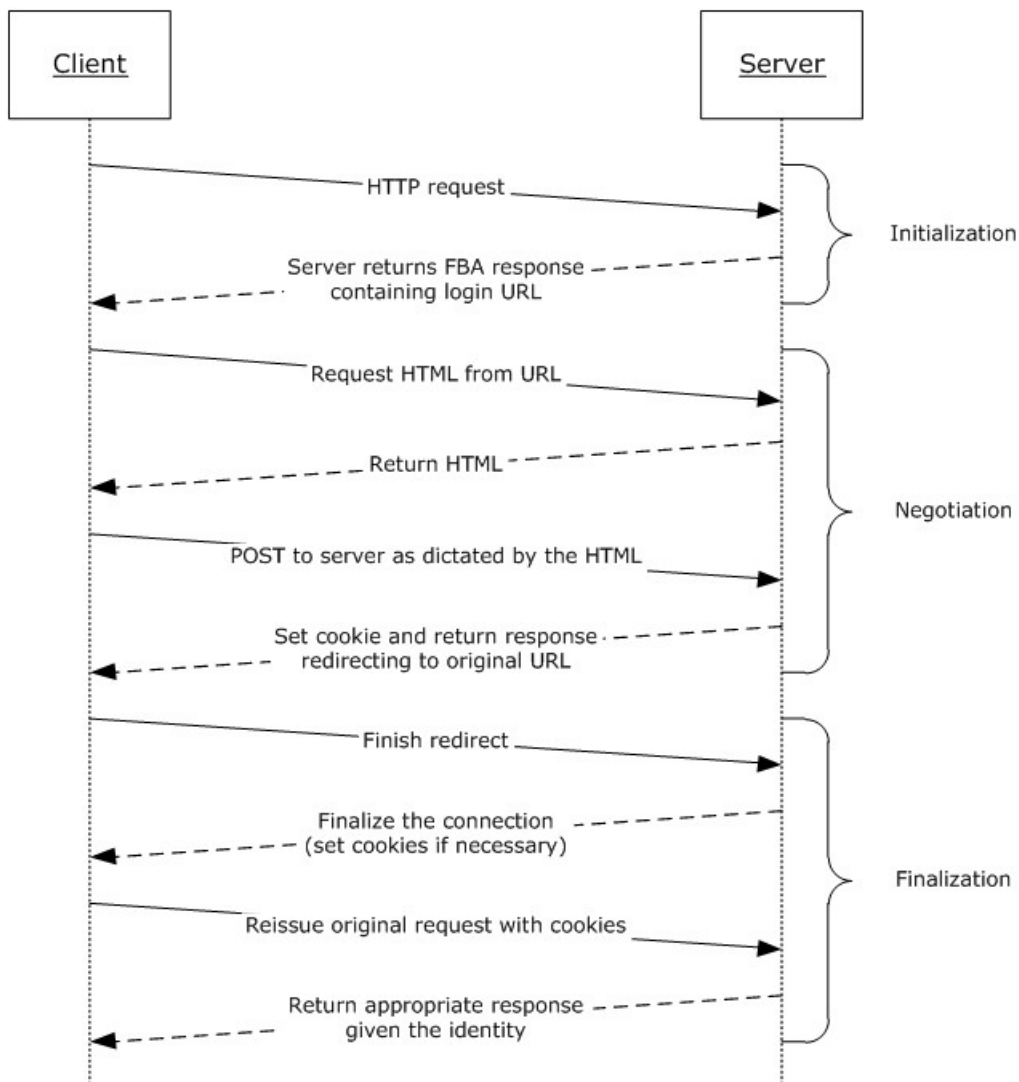 Client
Server
HTTP request
Initialization
Server returns FBA response
containing login URL
Request HTML from URL
Return HTML
Negotiation
POST to server as dictated by the HTML
Set cookie and return response
redirecting to original URL
Finish redirect
Finalize the connection
(set cookies if necessary)
Finalization
Reissue original request with cookies
Return appropriate response
given the identity